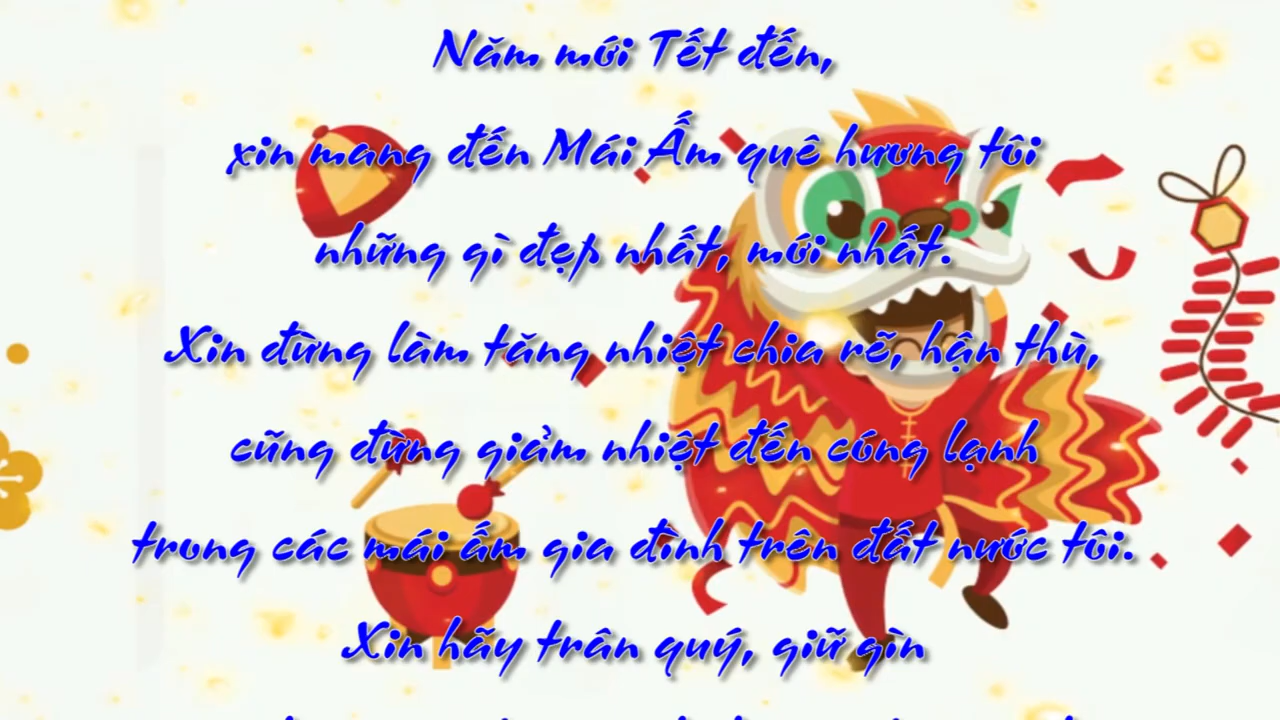 Năm mới Tết đến,
xin mang đến Mái Ấm quê hương tôi
những gì đẹp nhất, mới nhất.
Xin đừng làm tăng nhiệt chia rẽ, hận thù,
cũng đừng giảm nhiệt đến cóng lạnh
trong các mái ấm gia đình trên đất nước tôi.
Xin hãy trân quý, giữ gìn